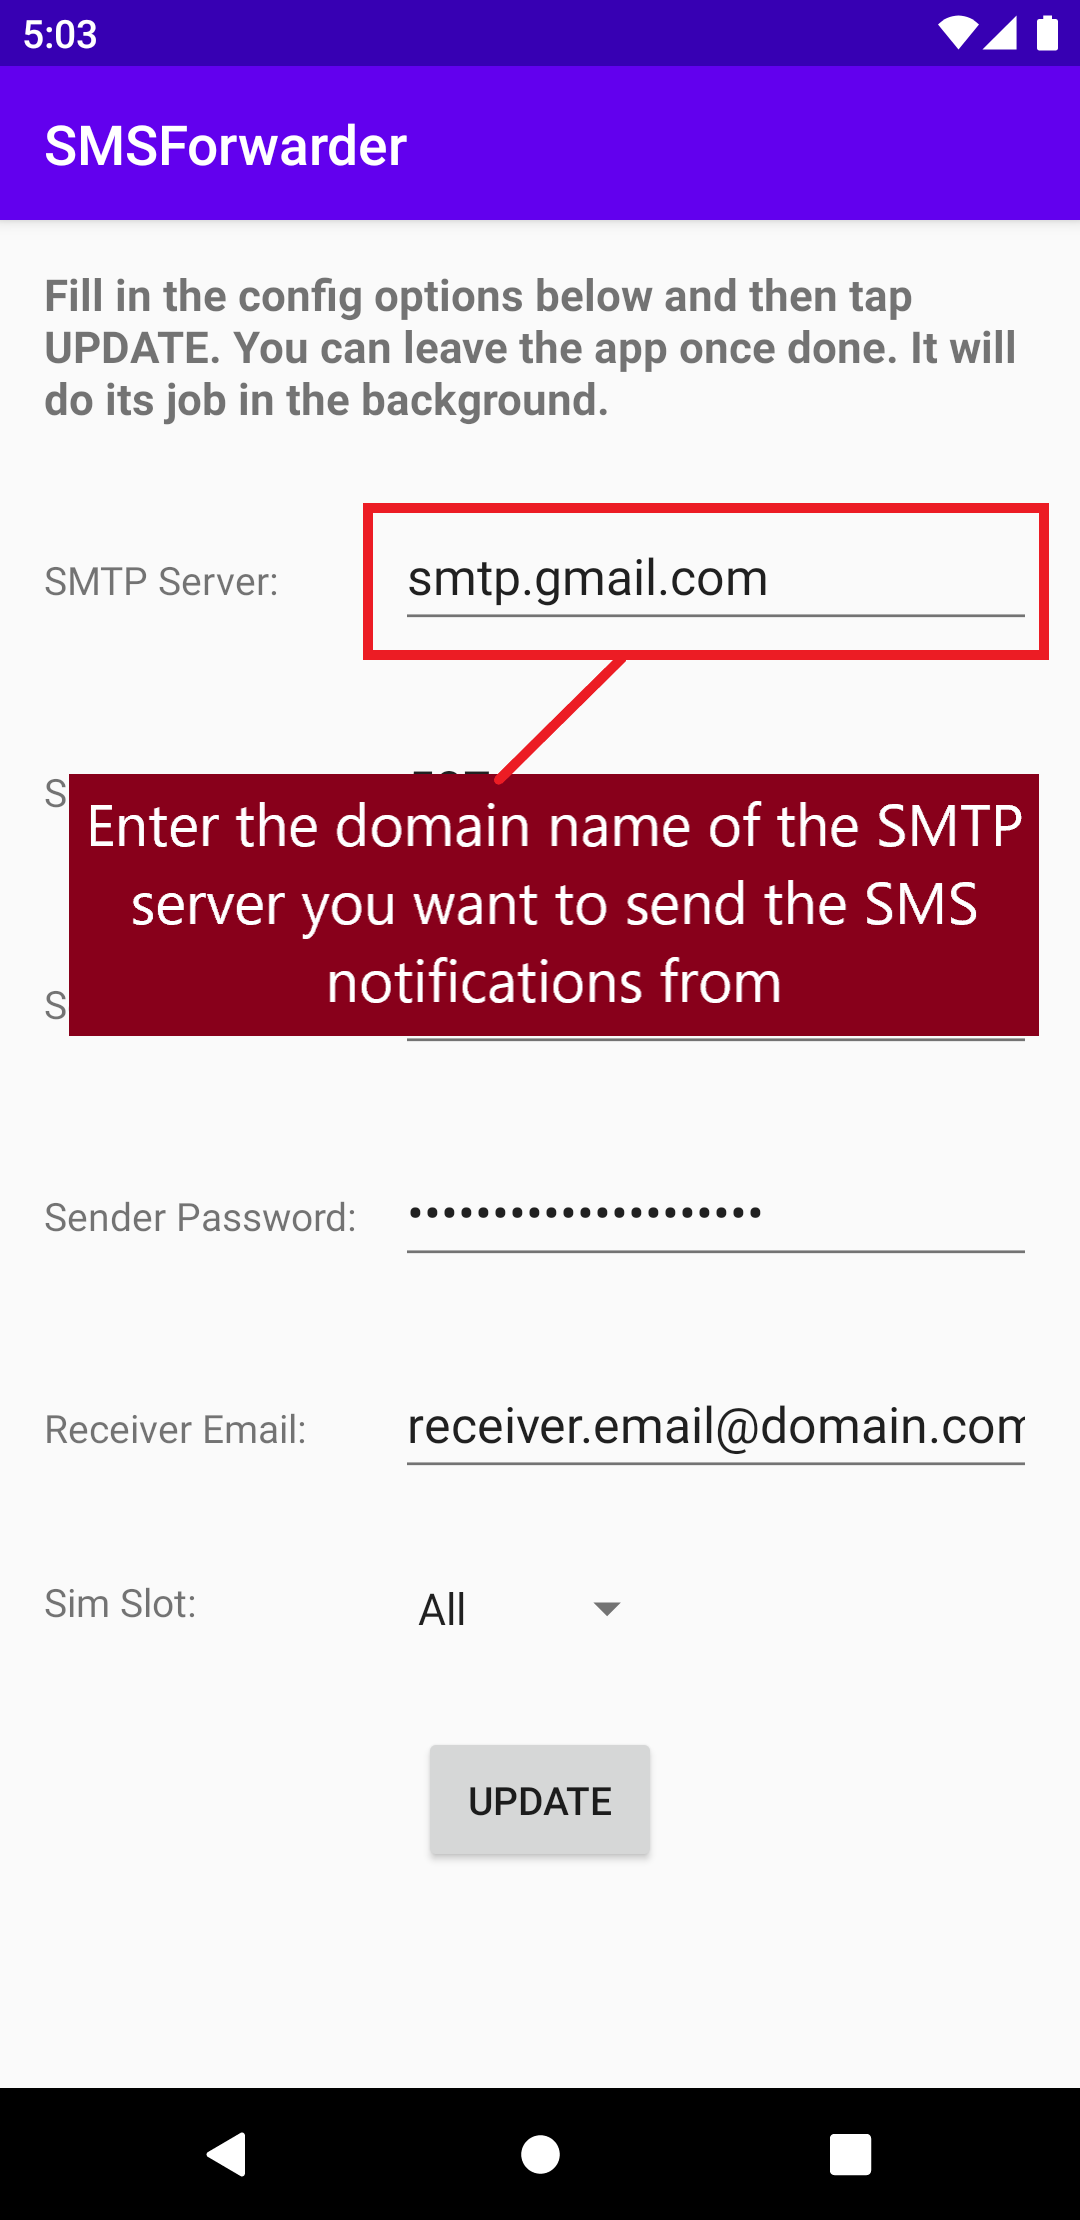 5:03
SMSForwarder
Fill in the config options below and then tap
UPDATE. You can leave the app once done. It will
do its job in the background.
SMTP Server: smtp.gmail.com
S
Enter the domain name of the SMTP
server you want to send the SMS
notifications from
S
Sender Password: •••••••••••••••••••••
Receiver Email: receiver.email@domain.com
Sim Slot: All
UPDATE